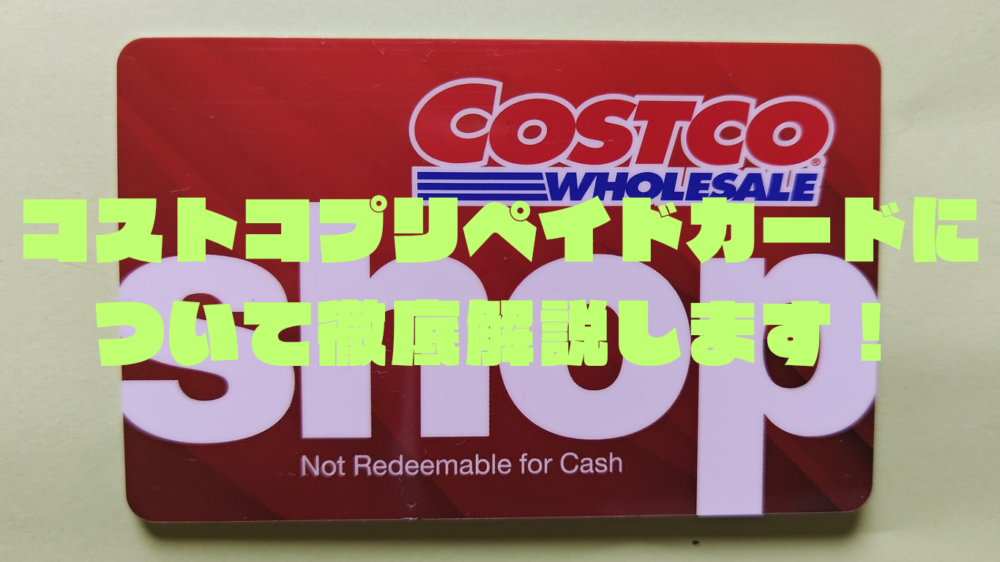 COSTCO
WHOLESALE
コストコプリペイドカードに
ついて徹底解説します！
shop
Not Redeemable for Cash